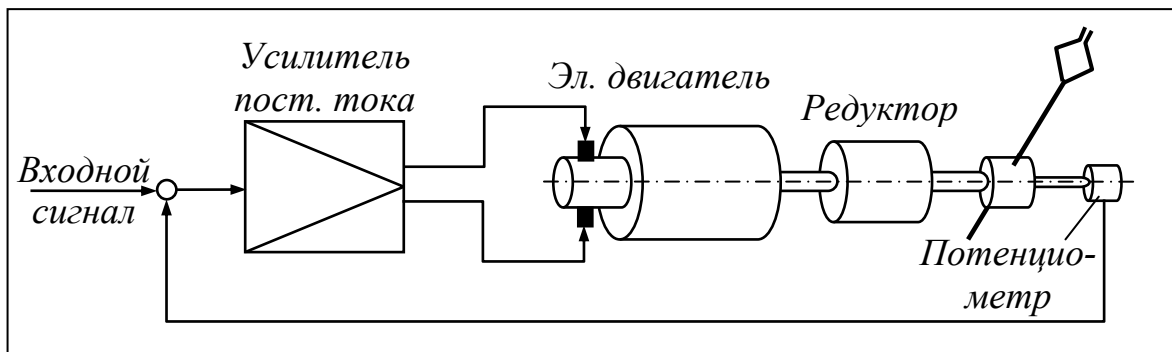 Усилитель
пост. тока
Эл. двигатель
Редуктор
Входной
сигнал
Потенцио-
метр